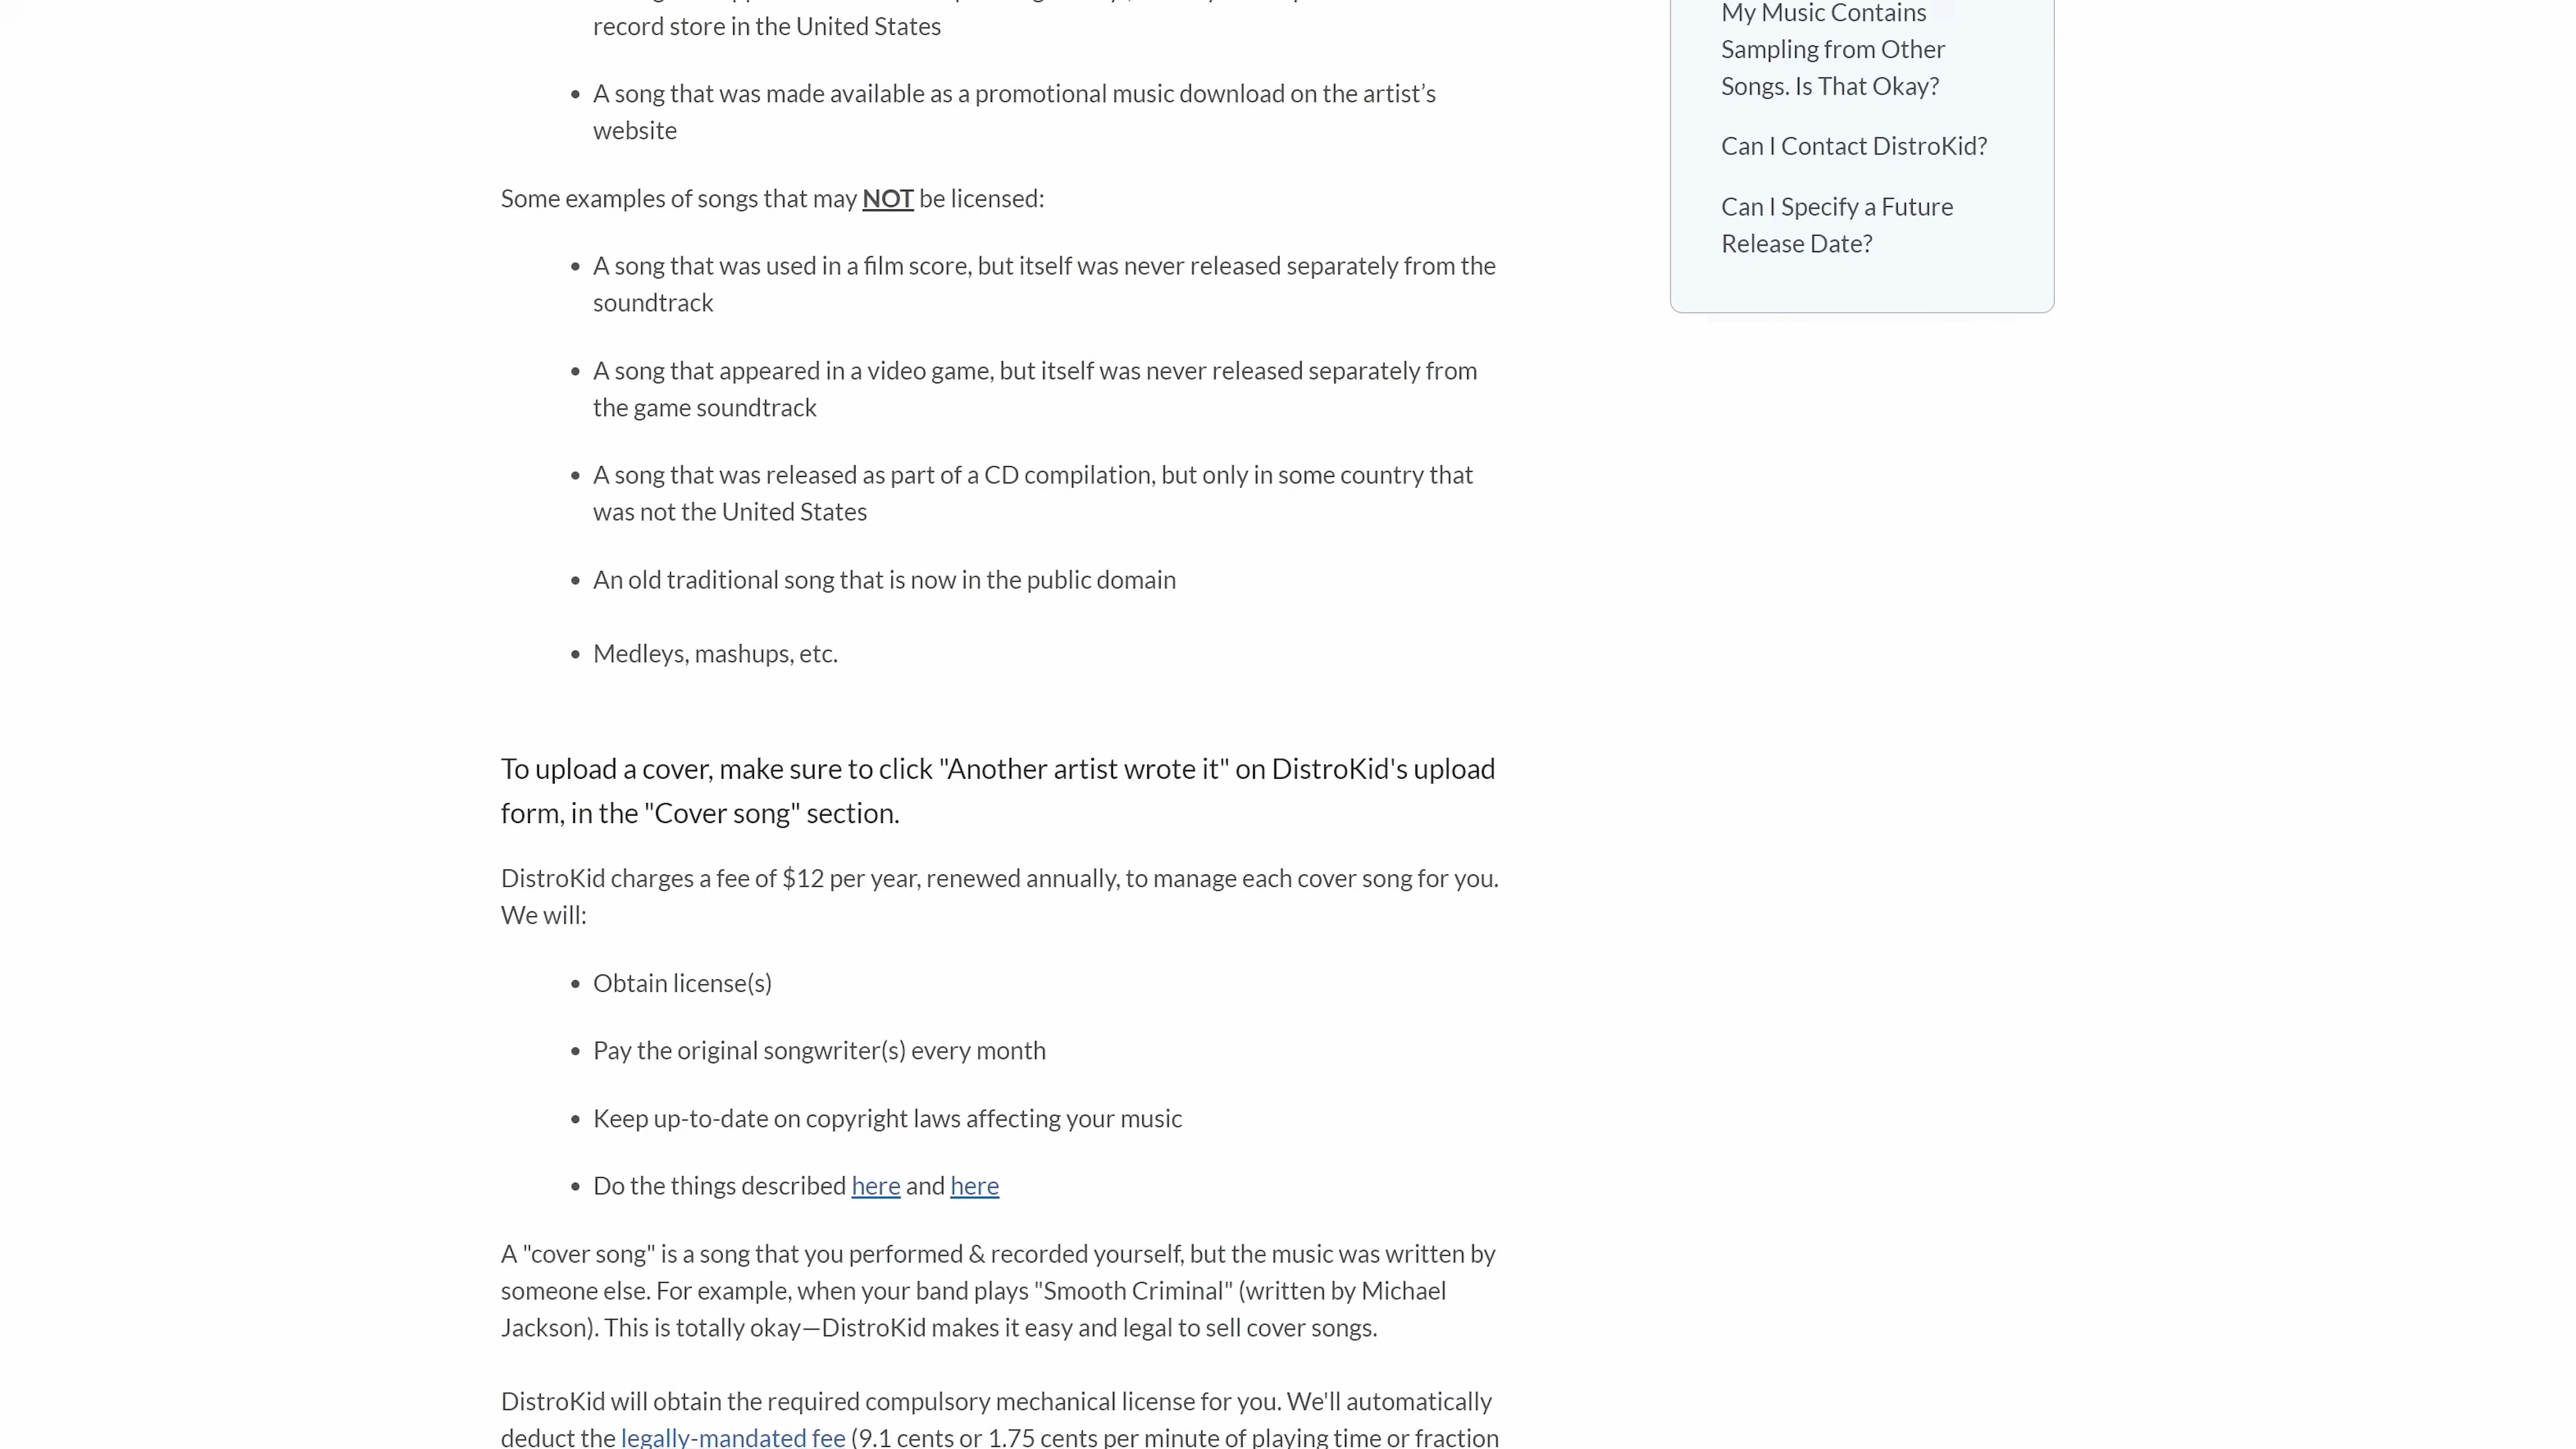 record store in the United States
• A song that was made available as a promotional music download on the artist’s
website
Some examples of songs that may NOT be licensed:
• A song that was used in a film score, but itself was never released separately from the
soundtrack
• A song that appeared in a video game, but itself was never released separately from
the game soundtrack
• A song that was released as part of a CD compilation, but only in some country that
was not the United States
• An old traditional song that is now in the public domain
• Medleys, mashups, etc.
To upload a cover, make sure to click "Another artist wrote it" on DistroKid's upload
form, in the "Cover song" section.
DistroKid charges a fee of $12 per year, renewed annually, to manage each cover song for you.
We will:
• Obtain license(s)
• Pay the original songwriter(s) every month
• Keep up-to-date on copyright laws affecting your music
• Do the things described here and here
A "cover song" is a song that you performed & recorded yourself, but the music was written by
someone else. For example, when your band plays "Smooth Criminal" (written by Michael
Jackson). This is totally okay—DistroKid makes it easy and legal to sell cover songs.
DistroKid will obtain the required compulsory mechanical license for you. We'll automatically
deduct the legally-mandated fee (9.1 cents or 1.75 cents per minute of playing time or fraction
My Music Contains
Sampling from Other
Songs. Is That Okay?
Can I Contact DistroKid?
Can I Specify a Future
Release Date?